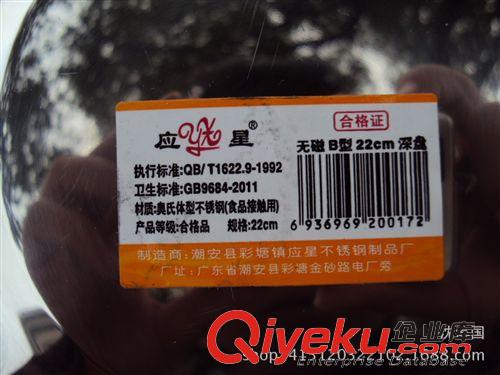 应 yx 星®
合格证
执行标准:QB/T1622.9-1992
卫生标准:GB9684-2011
材质:奥氏体型不锈钢(食品接触用)
产品等级:合格品 规格:22cm
无磁 B型 22cm 深盘
6 936969 200172
制造商:潮安县彩塘镇应星不锈钢制品厂
厂址:广东省潮安县彩塘金砂路电厂旁
Qiyeku.com
Enterprise Database